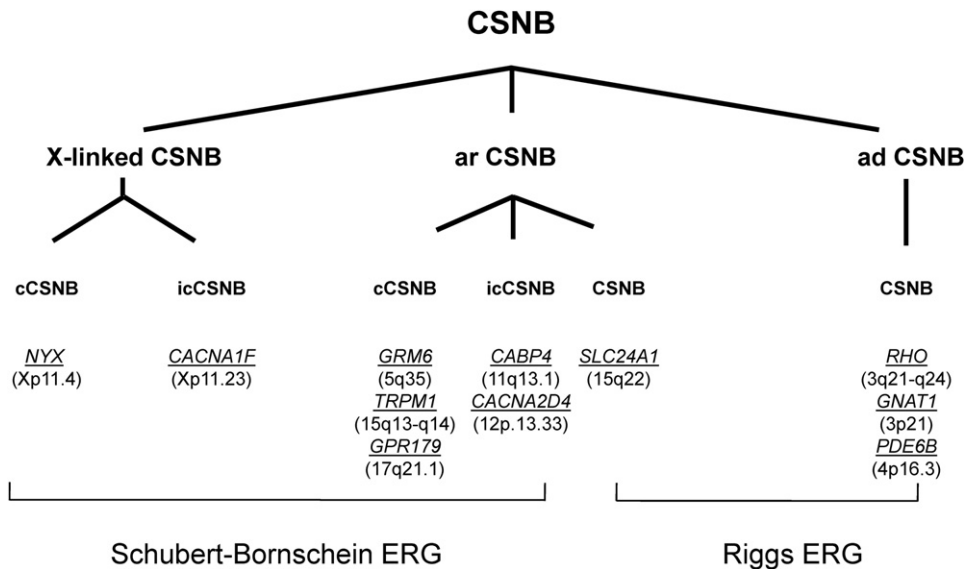 CSNB
X-linked CSNB ar CSNB ad CSNB
cCSNB icCSNB cCSNB icCSNB CSNB CSNB
NYX CACNA1F GRM6 CABP4 SLC24A1 RHO
(Xp11.4) (Xp11.23) (5q35) (11q13.1) (15q22) (3q21-q24)
TRPM1 CACNA2D4 GNAT1
(15q13-q14) (12p.13.33) (3p21)
GPR179 PDE6B
(17q21.1) (4p16.3)
Schubert-Bornschein ERG Riggs ERG